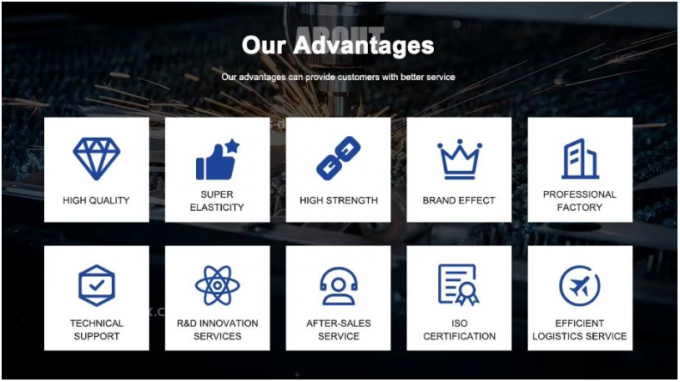 ABOUT
Our Advantages
Our advantages can provide customers with better service
HIGH QUALITY
SUPER
ELASTICITY
HIGH STRENGTH
BRAND EFFECT
PROFESSIONAL
FACTORY
TECHNICAL
SUPPORT
R&D INNOVATION
SERVICES
AFTER-SALES
SERVICE
ISO
CERTIFICATION
EFFICIENT
LOGISTICS SERVICE